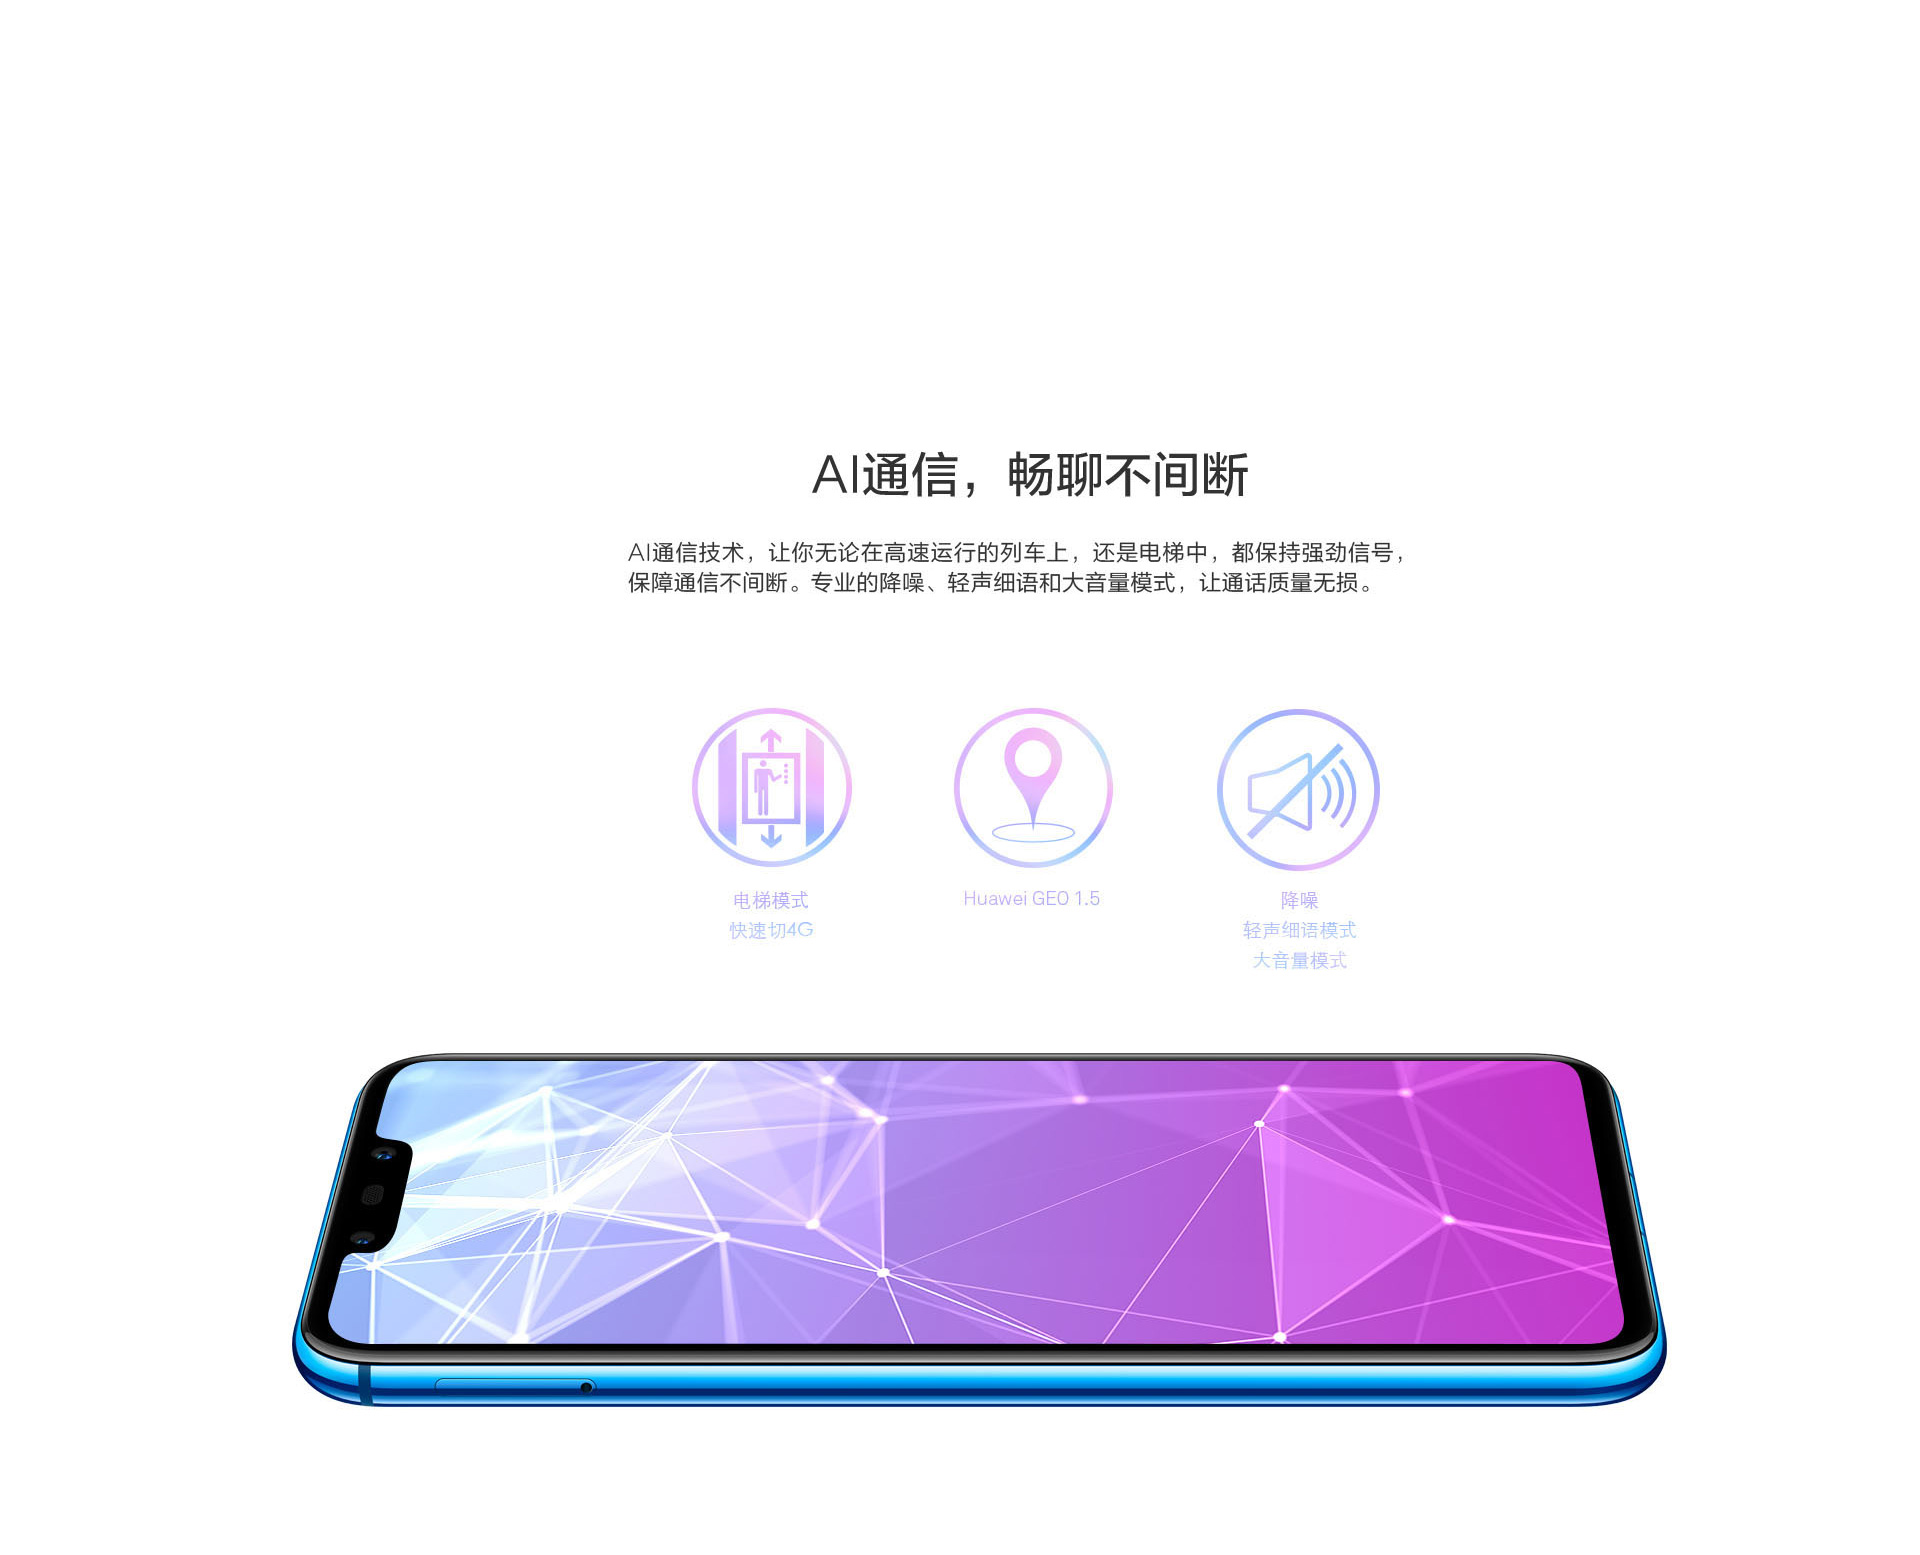 AI通信，畅聊不间断
AI通信技术，让你无论在高速运行的列车上，还是电梯中，都保持强劲信号，
保障通信不间断。专业的降噪、轻声细语和大音量模式，让通话质量无损。
电梯模式
快速切4G
Huawei GEO 1.5
降噪
轻声细语模式
大音量模式